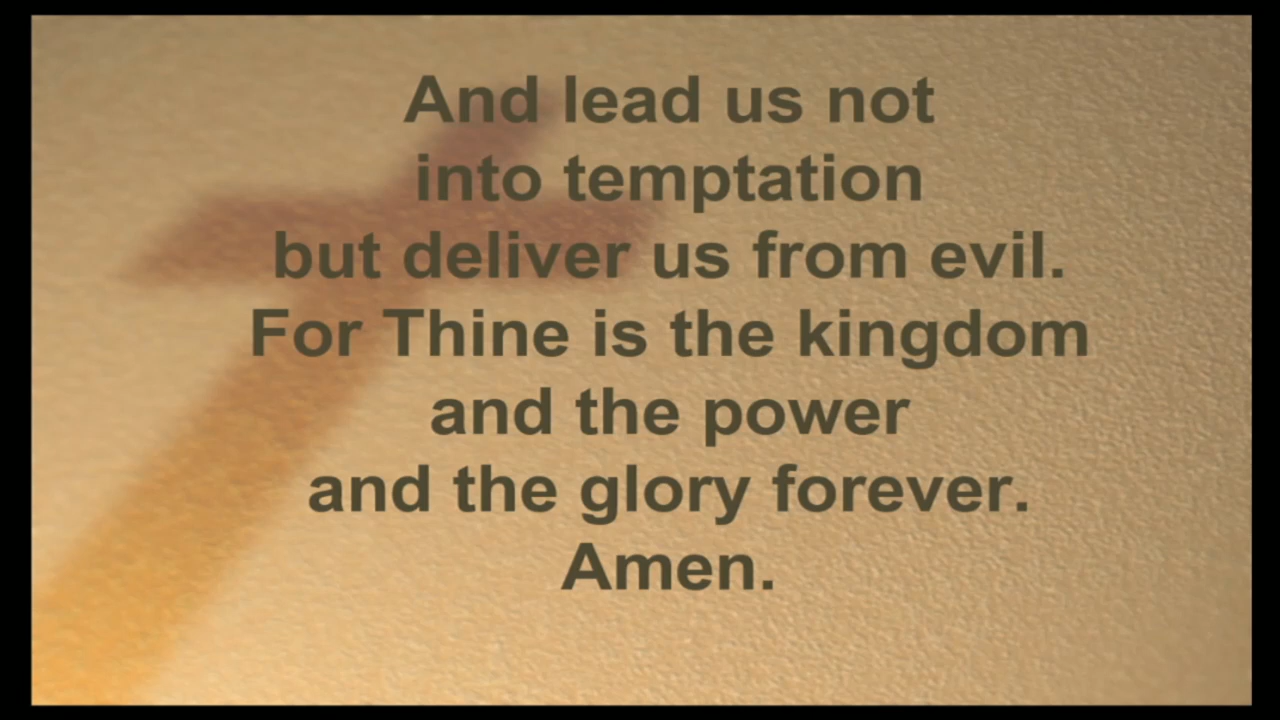 And lead us not
into temptation
but deliver us from evil.
For Thine is the kingdom
and the power
and the glory forever.
Amen.